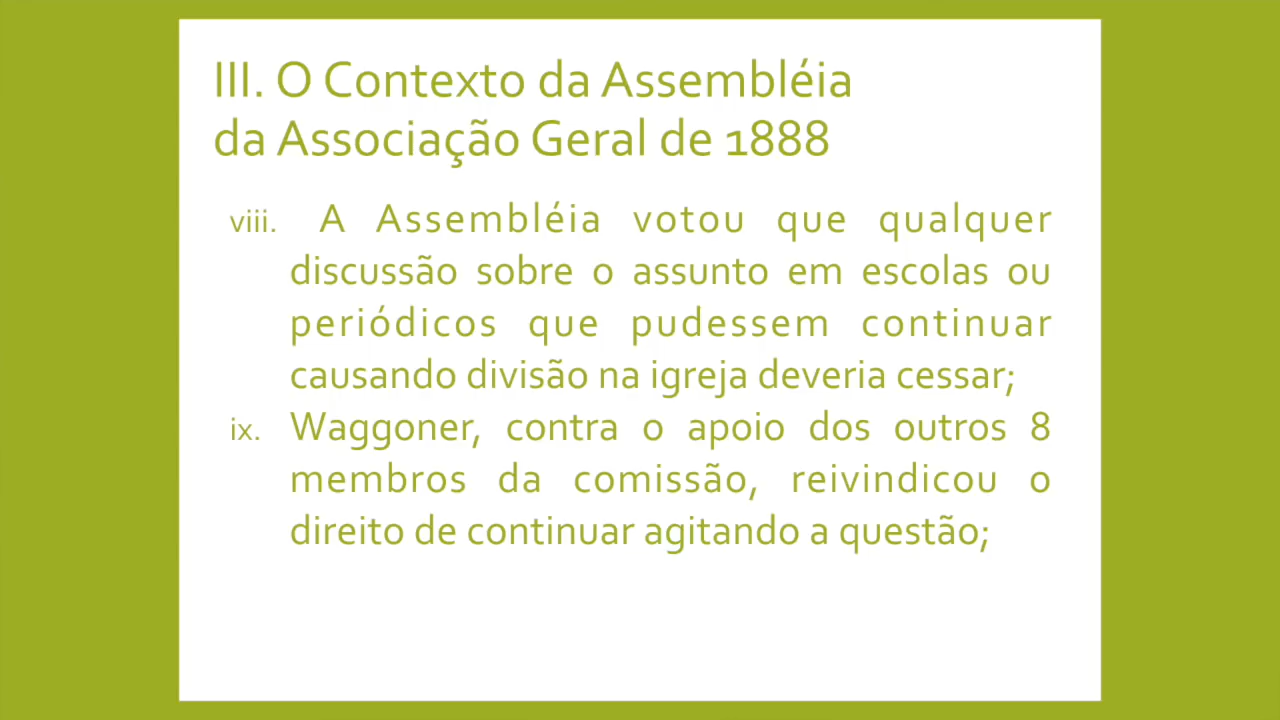 III. O Contexto da Assembléia
da Associação Geral de 1888
viii. A Assembléia votou que qualquer
discussão sobre o assunto em escolas ou
periódicos que pudessem continuar
causando divisão na igreja deveria cessar;
ix. Waggoner, contra o apoio dos outros 8
membros da comissão, reivindicou o
direito de continuar agitando a questão;